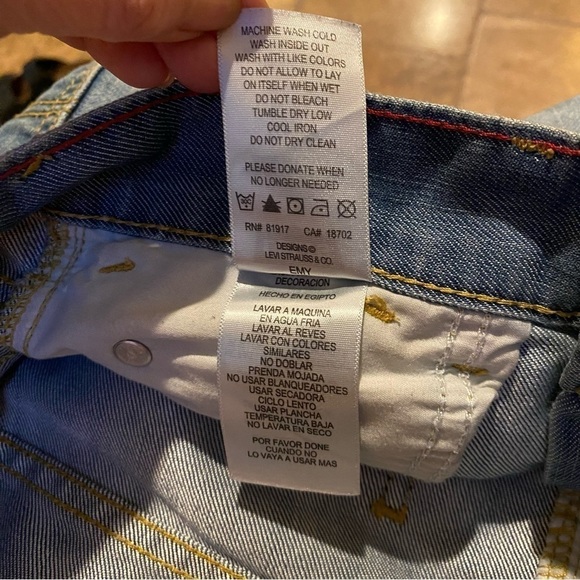 MACHINE WASH COLD
WASH INSIDE OUT
WASH WITH LIKE COLORS
DO NOT ALLOW TO LAY
ON ITSELF WHEN WET
DO NOT BLEACH
TUMBLE DRY LOW
COOL IRON
DO NOT DRY CLEAN
PLEASE DONATE WHEN
NO LONGER NEEDED
RN# 81917 CA# 18702
DESIGNS ©
LEVI STRAUSS & CO.
EMY
DECORACIÓN
HECHO EN EGIPTO
LAVAR A MAQUINA
EN AGUA FRIA
LAVAR AL REVES
LAVAR CON COLORES
SIMILARES
NO DOBLAR
PRENDA MOJADA
NO USAR BLANQUEADORES
USAR SECADORA
CICLO LENTO
USAR PLANCHA
TEMPERATURA BAJA
NO LAVAR EN SECO
POR FAVOR DONE
CUANDO NO
LO VAYA A USAR MAS